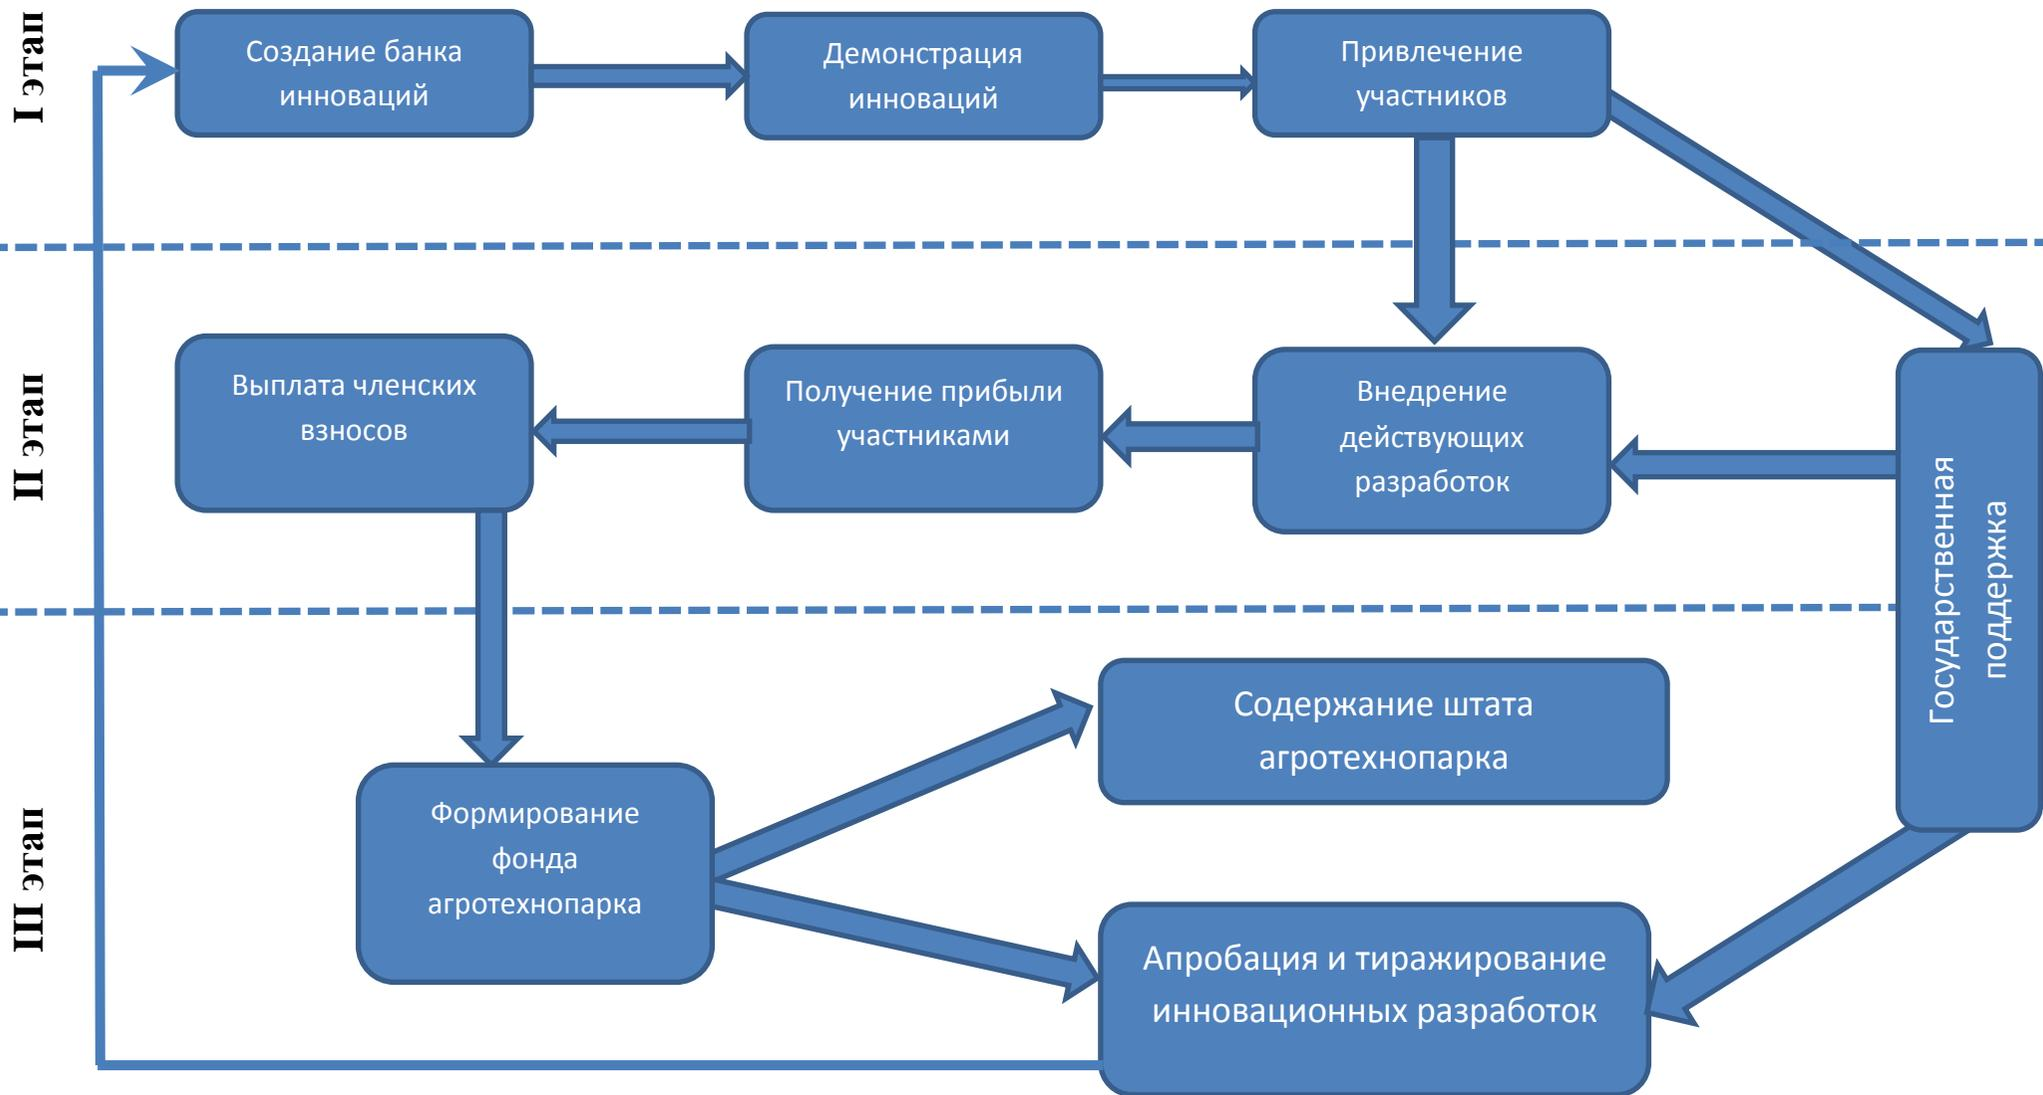 I этап
Создание банка
инноваций
Демонстрация
инноваций
Привлечение
участников
II этап
Выплата членских
взносов
Получение прибыли
участниками
Внедрение
действующих
разработок
Государственная
поддержка
III этап
Формирование
фонда
агротехнопарка
Содержание штата
агротехнопарка
Апробация и тиражирование
инновационных разработок